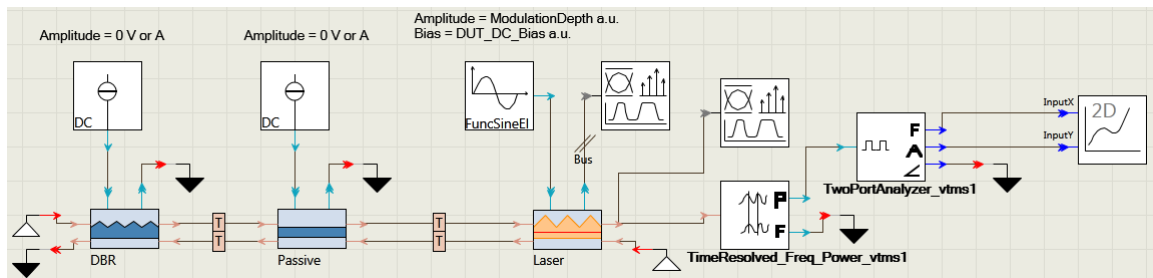 Amplitude = 0 V or A
Amplitude = 0 V or A
Amplitude = ModulationDepth a.u.
Bias = DUT_DC_Bias a.u.
DC
DC
FuncSineEl
Bus
InputX
InputY
2D
F
A
TwoPortAnalyzer_vtms1
P
F
TimeResolved_Freq_Power_vtms1
T
T
T
T
DBR
Passive
Laser